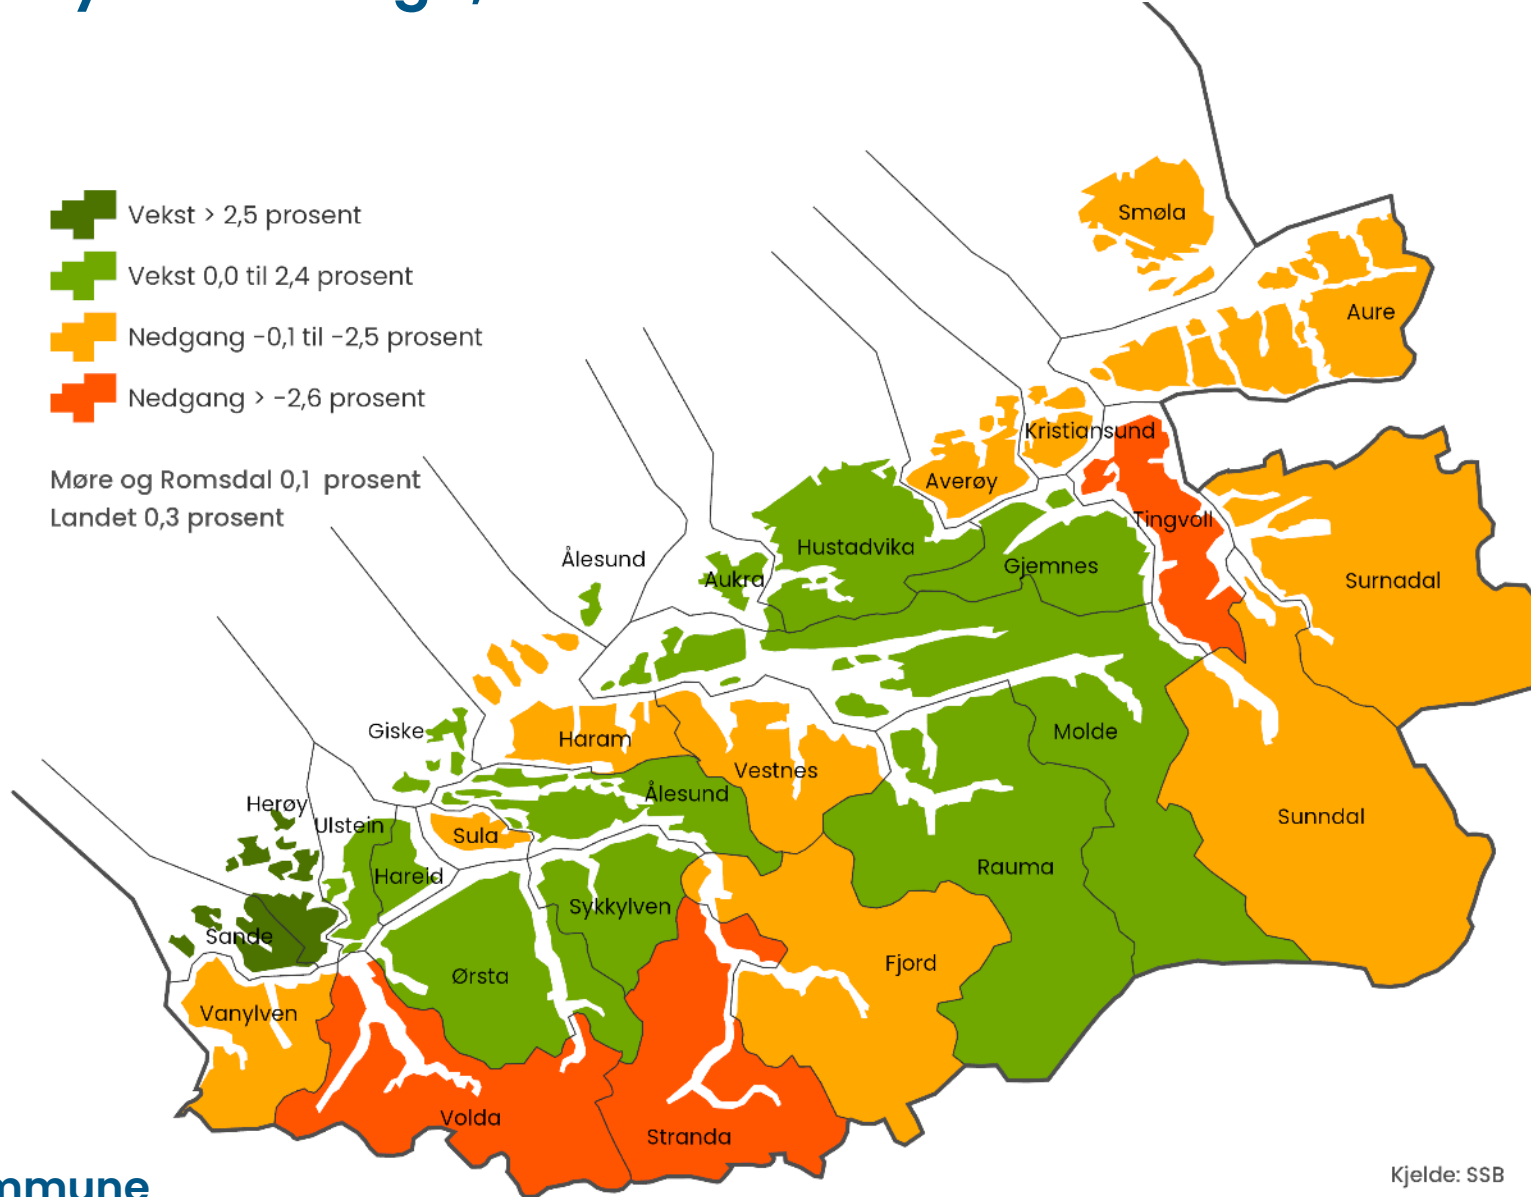 Vekst > 2,5 prosent
Vekst 0,0 til 2,4 prosent
Nedgang -0,1 til -2,5 prosent
Nedgang > -2,6 prosent
Møre og Romsdal 0,1 prosent
Landet 0,3 prosent
Smøla
Aure
Kristiansund
Averøy
Tingvoll
Hustadvika
Ålesund
Aukra
Gjemnes
Surnadal
Giske
Haram
Molde
Vestnes
Ålesund
Herøy
Ulstein
Sula
Sunndal
Hareid
Rauma
Sykkylven
Sande
Fjord
Ørsta
Vanylven
Volda
Stranda
Kjelde: SSB